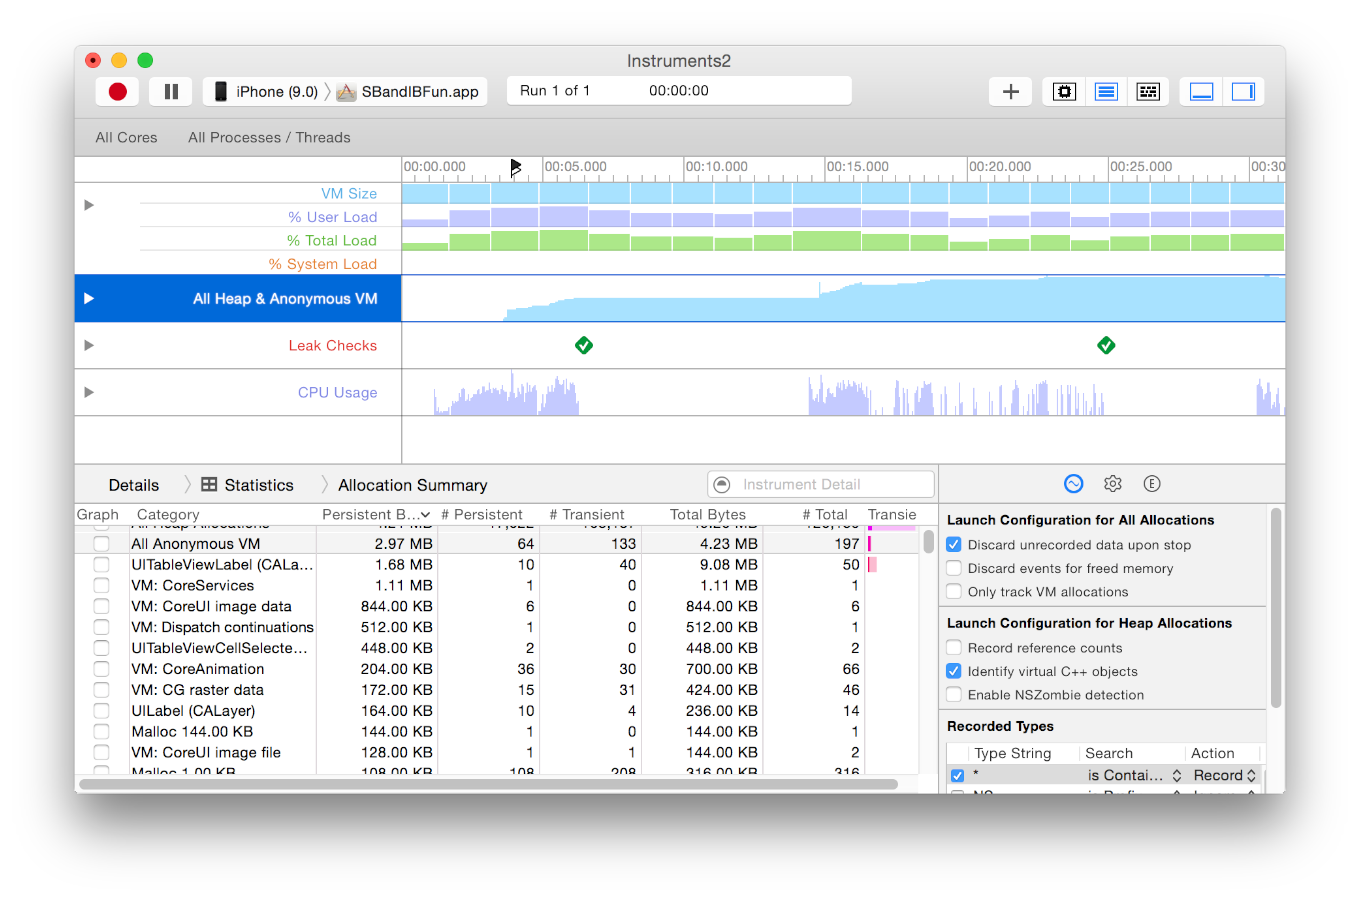 Instruments2
iPhone (9.0) SBandIBFun.app Run 1 of 1 00:00:00
All Cores All Processes / Threads
00:00.000 00:05.000 00:10.000 00:15.000 00:20.000 00:25.000 00:30
VM Size
% User Load
% Total Load
% System Load
All Heap & Anonymous VM
Leak Checks
CPU Usage
Details Statistics Allocation Summary Instrument Detail E
Graph Category Persistent B... # Persistent # Transient Total Bytes # Total Transie
All Heap Allocations
All Anonymous VM 2.97 MB 64 133 4.23 MB 197
UITableViewLabel (CALa... 1.68 MB 10 40 9.08 MB 50
VM: CoreServices 1.11 MB 1 0 1.11 MB 1
VM: CoreUI image data 844.00 KB 6 0 844.00 KB 6
VM: Dispatch continuations 512.00 KB 1 0 512.00 KB 1
UITableViewCellSelecte... 448.00 KB 2 0 448.00 KB 2
VM: CoreAnimation 204.00 KB 36 30 700.00 KB 66
VM: CG raster data 172.00 KB 15 31 424.00 KB 46
UILabel (CALayer) 164.00 KB 10 4 236.00 KB 14
Malloc 144.00 KB 144.00 KB 1 0 144.00 KB 1
VM: CoreUI image file 128.00 KB 1 1 144.00 KB 2
Malloc 1.00 KB 108.00 KB 108 208 316.00 KB 316
Launch Configuration for All Allocations
Discard unrecorded data upon stop
Discard events for freed memory
Only track VM allocations
Launch Configuration for Heap Allocations
Record reference counts
Identify virtual C++ objects
Enable NSZombie detection
Recorded Types
Type String Search Action
* is Contai... Record